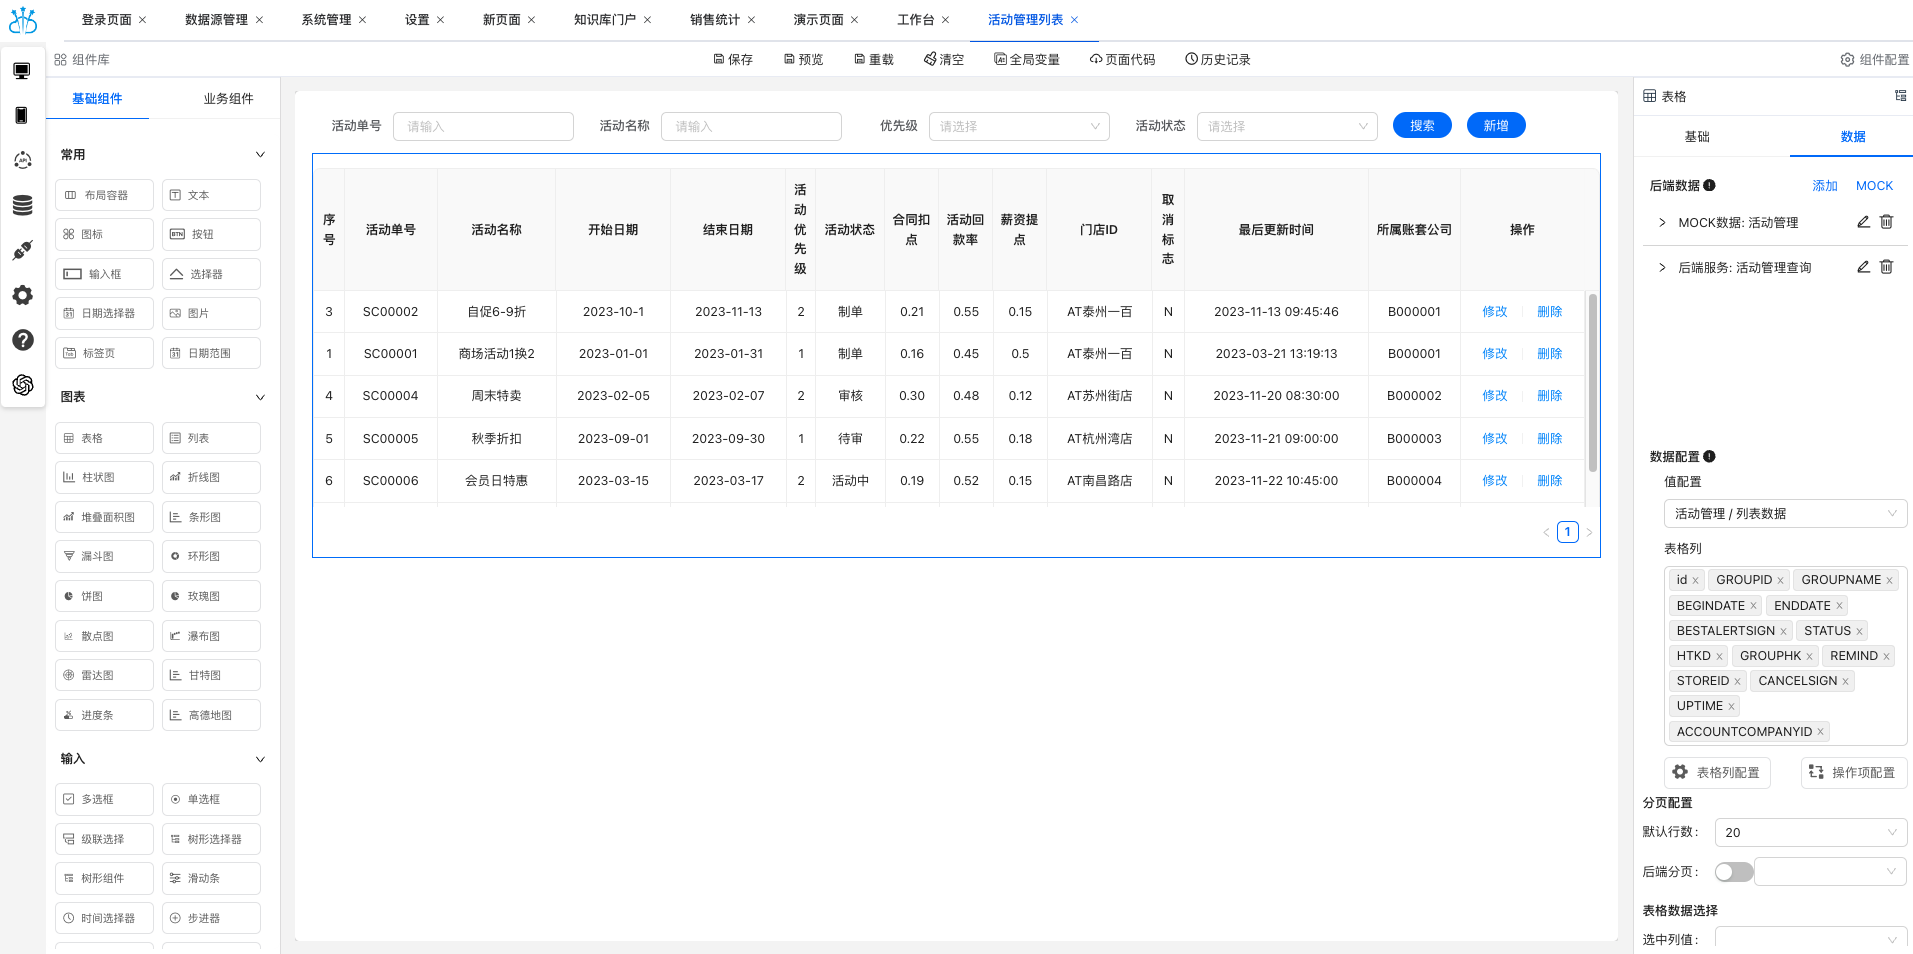 登录页面 × 数据源管理 × 系统管理 × 设置 × 新页面 × 知识库门户 × 销售统计 × 演示页面 × 工作台 × 活动管理列表 ×
组件库 保存 预览 重载 清空 全局变量 页面代码 历史记录 组件配置
基础组件 业务组件
常用
布局容器 文本
图标 按钮
输入框 选择器
日期选择器 图片
标签页 日期范围
图表
表格 列表
柱状图 折线图
堆叠面积图 条形图
漏斗图 环形图
饼图 玫瑰图
散点图 瀑布图
雷达图 甘特图
进度条 高德地图
输入
多选框 单选框
级联选择 树形选择器
树形组件 滑动条
时间选择器 步进器
活动单号 请输入 活动名称 请输入 优先级 请选择 活动状态 请选择 搜索 新增
序号 活动单号 活动名称 开始日期 结束日期 活动优先级 活动状态 合同扣点 活动回款率 薪资提点 门店ID 取消标志 最后更新时间 所属账套公司 操作
3 SC00002 自促6-9折 2023-10-1 2023-11-13 2 制单 0.21 0.55 0.15 AT泰州一百 N 2023-11-13 09:45:46 B000001 修改 删除
1 SC00001 商场活动1换2 2023-01-01 2023-01-31 1 制单 0.16 0.45 0.5 AT泰州一百 N 2023-03-21 13:19:13 B000001 修改 删除
4 SC00004 周末特卖 2023-02-05 2023-02-07 2 审核 0.30 0.48 0.12 AT苏州街店 N 2023-11-20 08:30:00 B000002 修改 删除
5 SC00005 秋季折扣 2023-09-01 2023-09-30 1 待审 0.22 0.55 0.18 AT杭州湾店 N 2023-11-21 09:00:00 B000003 修改 删除
6 SC00006 会员日特惠 2023-03-15 2023-03-17 2 活动中 0.19 0.52 0.15 AT南昌路店 N 2023-11-22 10:45:00 B000004 修改 删除
< 1 >
表格
基础 数据
后端数据 添加 MOCK
MOCK数据: 活动管理
后端服务: 活动管理查询
数据配置
值配置
活动管理 / 列表数据
表格列
id × GROUPID × GROUPNAME ×
BEGINDATE × ENDDATE ×
BESTALERTSIGN × STATUS ×
HTKD × GROUPHK × REMIND ×
STOREID × CANCELSIGN ×
UPTIME ×
ACCOUNTCOMPANYID ×
表格列配置 操作项配置
分页配置
默认行数: 20
后端分页:
表格数据选择
选中列值: